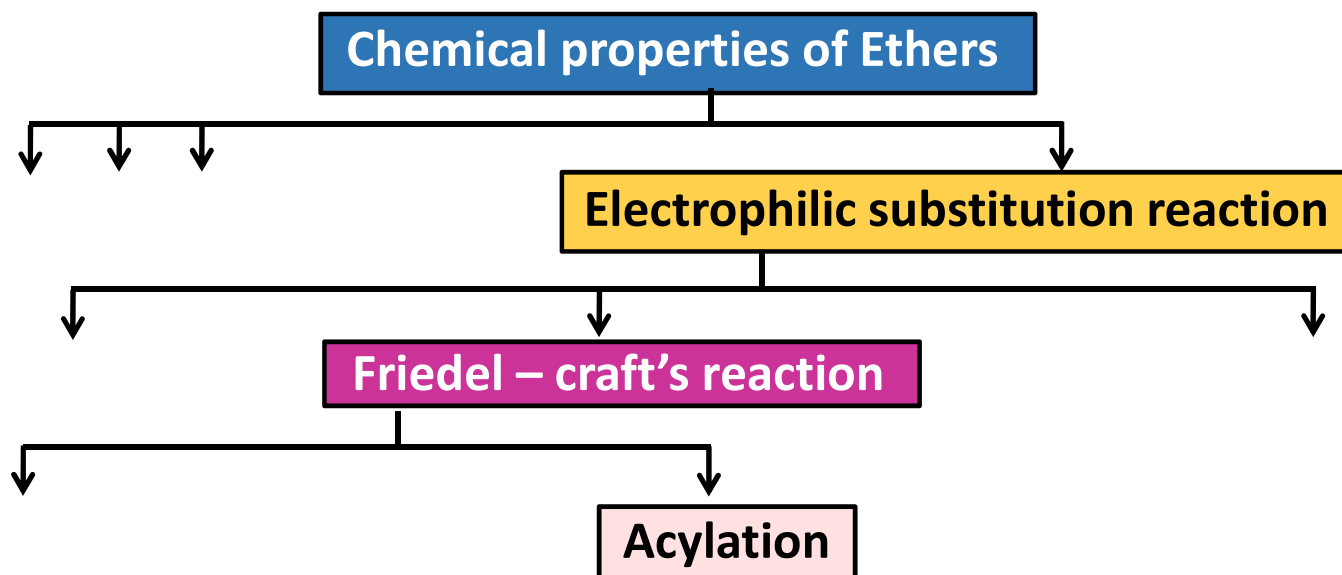 Chemical properties of Ethers
Electrophilic substitution reaction
Friedel – craft’s reaction
Acylation